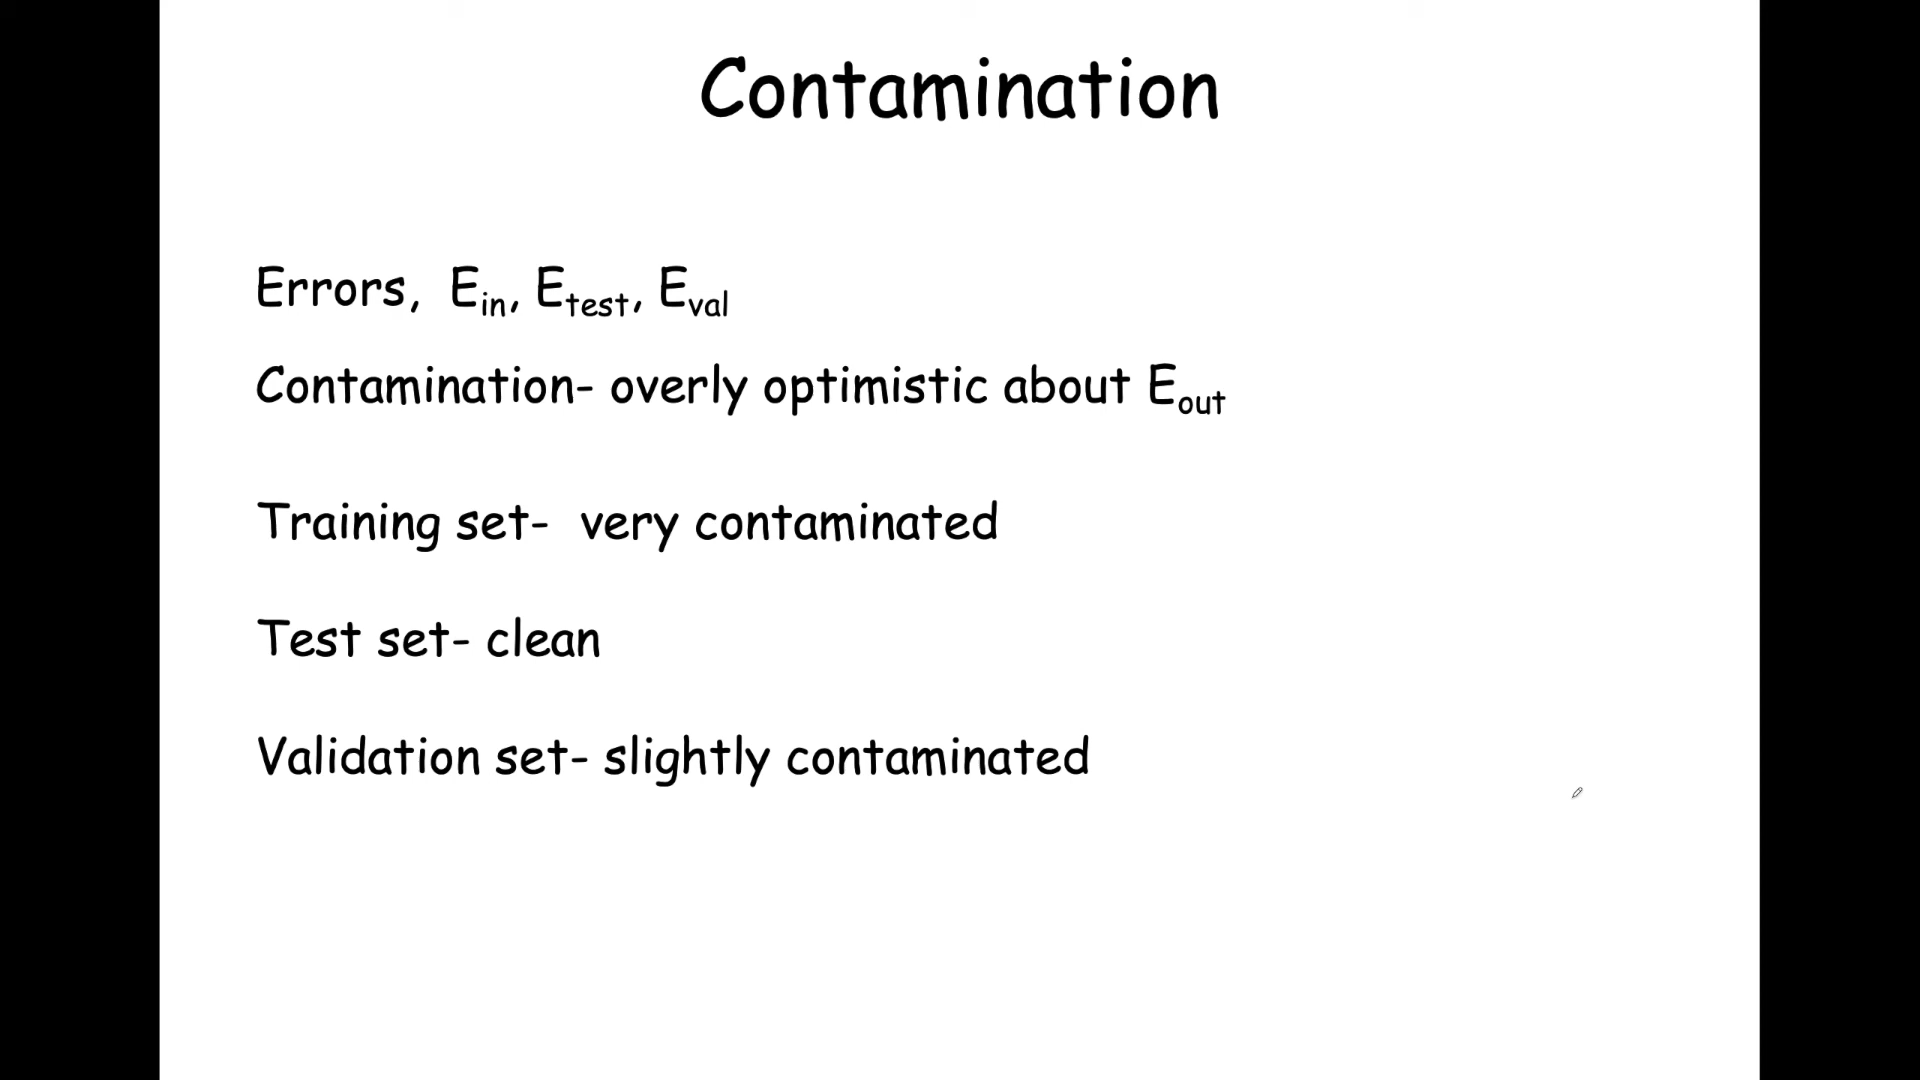 Contamination
Errors, E_in, E_test, E_val
Contamination- overly optimistic about E_out
Training set- very contaminated
Test set- clean
Validation set- slightly contaminated